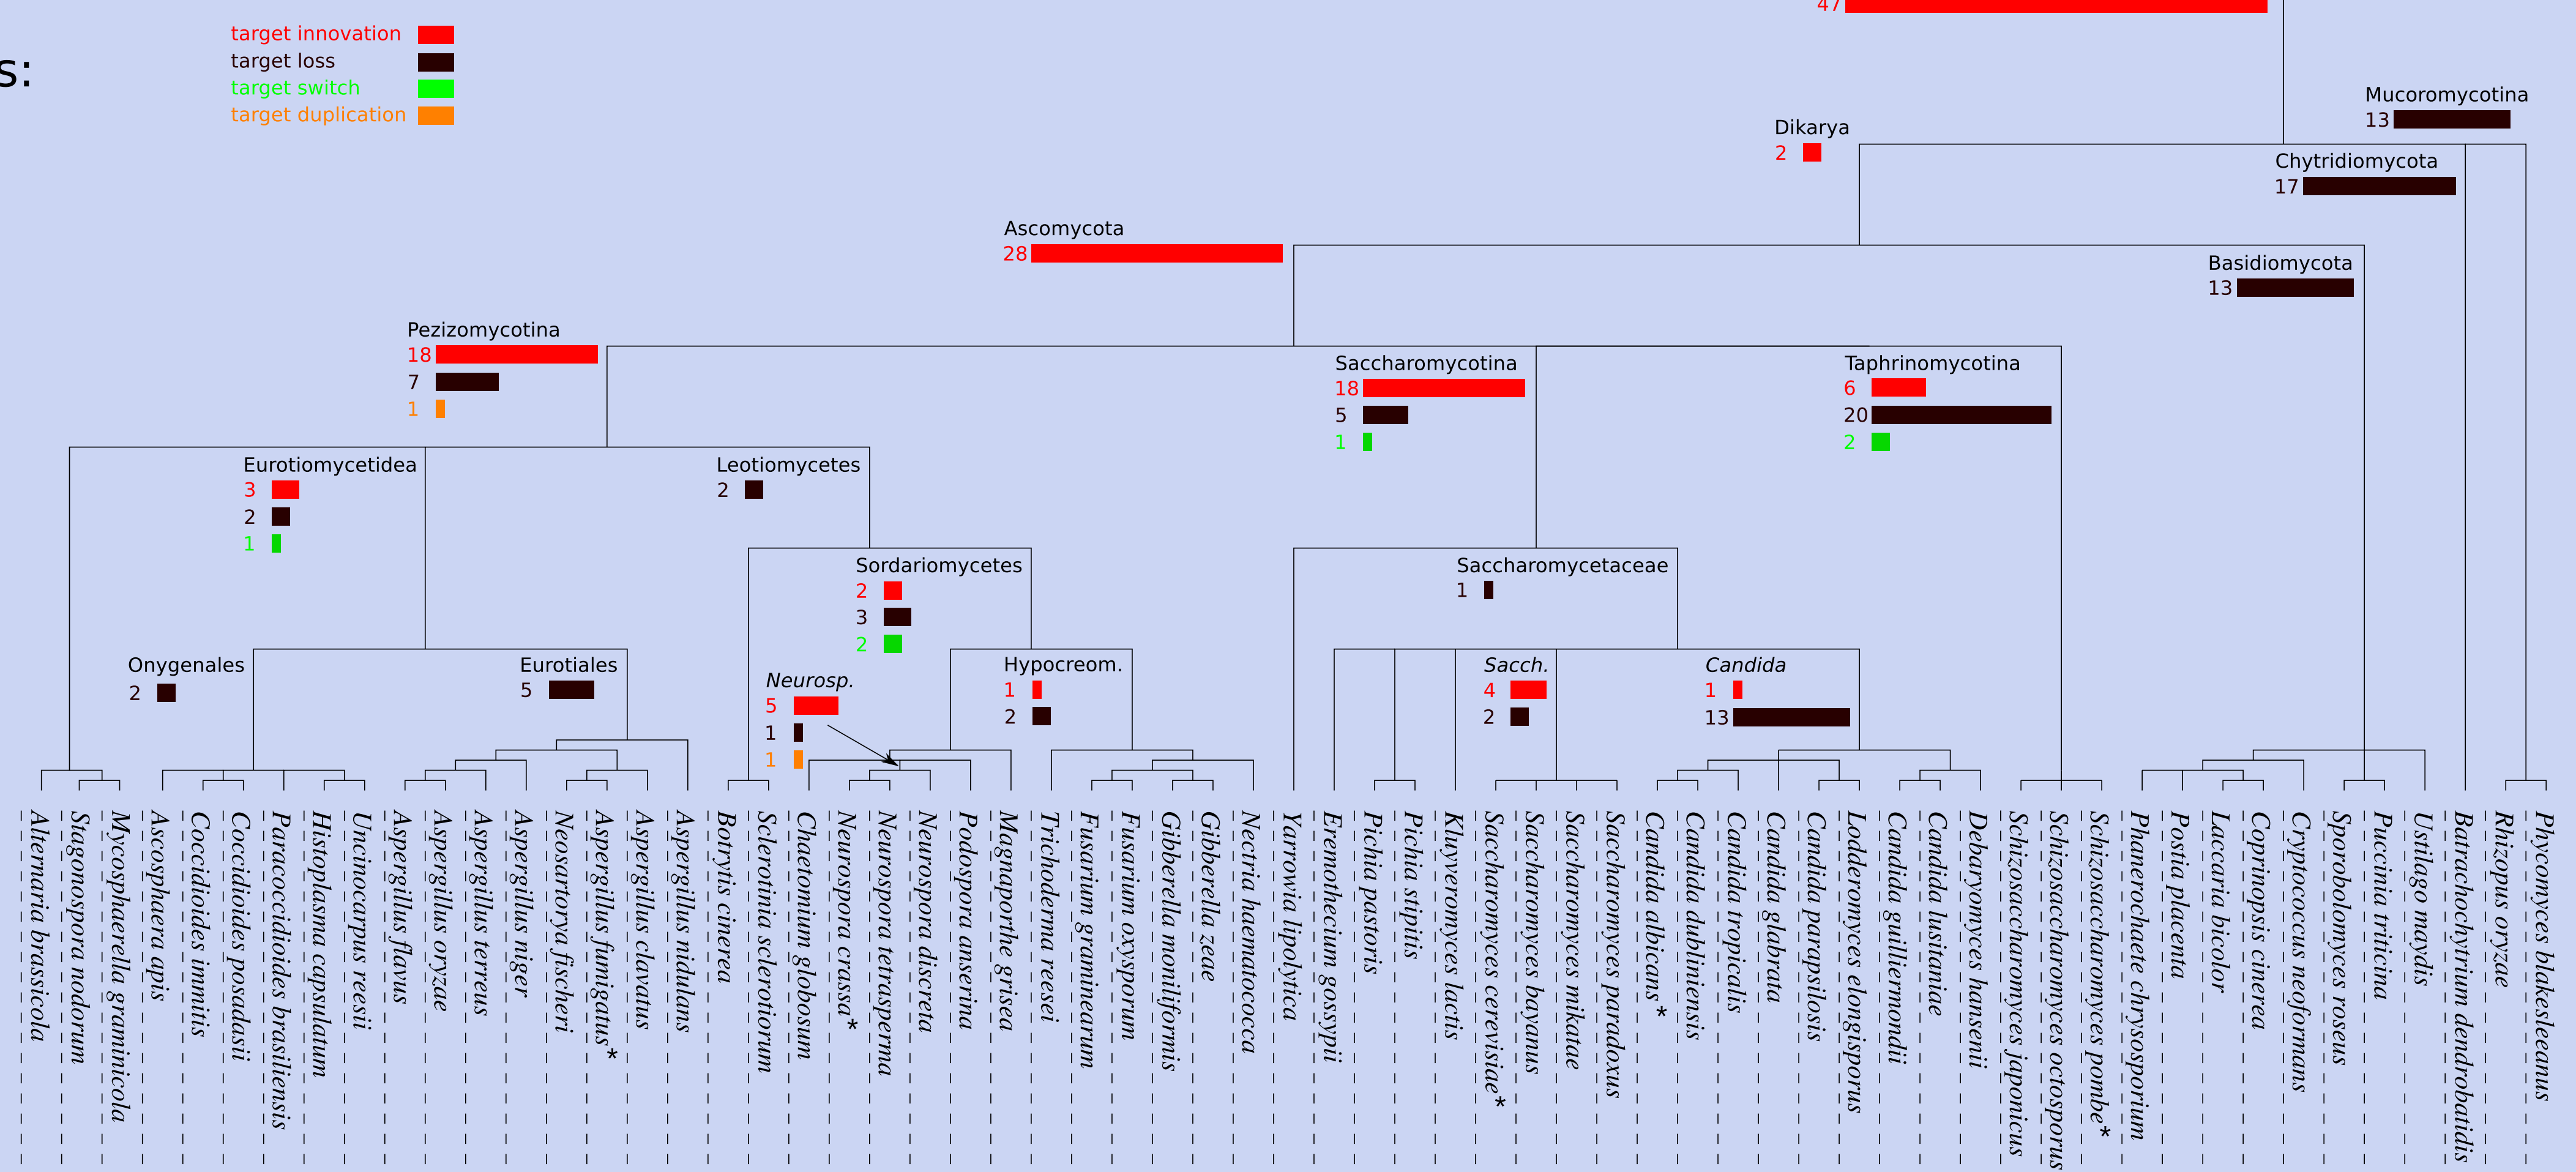 47
target innovation
target loss
s:
target switch
target duplication
Mucoromycotina
13
Dikarya
2
Chytridiomycota
17
Ascomycota
28
Basidiomycota
13
Pezizomycotina
18
7
1
Saccharomycotina
18
5
1
Taphrinomycotina
6
20
2
Eurotiomycetidea
3
2
1
Leotiomycetes
2
Sordariomycetes
2
3
2
Saccharomycetaceae
1
Onygenales
2
Eurotiales
5
Neurosp.
5
1
1
Hypocreom.
1
2
Sacch.
4
2
Candida
1
13
Alternaria brassicola
Stagonospora nodorum
Mycosphaerella graminicola
Ascosphaera apis
Coccidioides immitis
Coccidioides posadasii
Paracoccidioides brasiliensis
Histoplasma capsulatum
Uncinocarpus reesii
Aspergillus flavus
Aspergillus oryzae
Aspergillus terreus
Aspergillus niger
Neosartorya fischeri
Aspergillus fumigatus*
Aspergillus clavatus
Aspergillus nidulans
Botrytis cinerea
Sclerotinia sclerotiorum
Chaetomium globosum
Neurospora crassa*
Neurospora tetrasperma
Neurospora discreta
Podospora anserina
Magnaporthe grisea
Trichoderma reesei
Fusarium graminearum
Fusarium oxysporum
Gibberella moniliformis
Gibberella zeae
Nectria haematococca
Yarrowia lipolytica
Eremothecium gossypii
Pichia pastoris
Pichia stipitis
Kluyveromyces lactis
Saccharomyces cerevisiae*
Saccharomyces bayanus
Saccharomyces mikatae
Saccharomyces paradoxus
Candida albicans*
Candida dubliniensis
Candida tropicalis
Candida glabrata
Candida parapsilosis
Lodderomyces elongisporus
Candida guilliermondii
Candida lusitaniae
Debaryomyces hansenii
Schizosaccharomyces japonicus
Schizosaccharomyces octosporus
Schizosaccharomyces pombe*
Phanerochaete chrysosporium
Postia placenta
Laccaria bicolor
Coprinopsis cinerea
Cryptococcus neoformans
Sporobolomyces roseus
Puccinia triticina
Ustilago maydis
Batrachochytrium dendrobatidis
Rhizopus oryzae
Phycomyces blakesleeanus